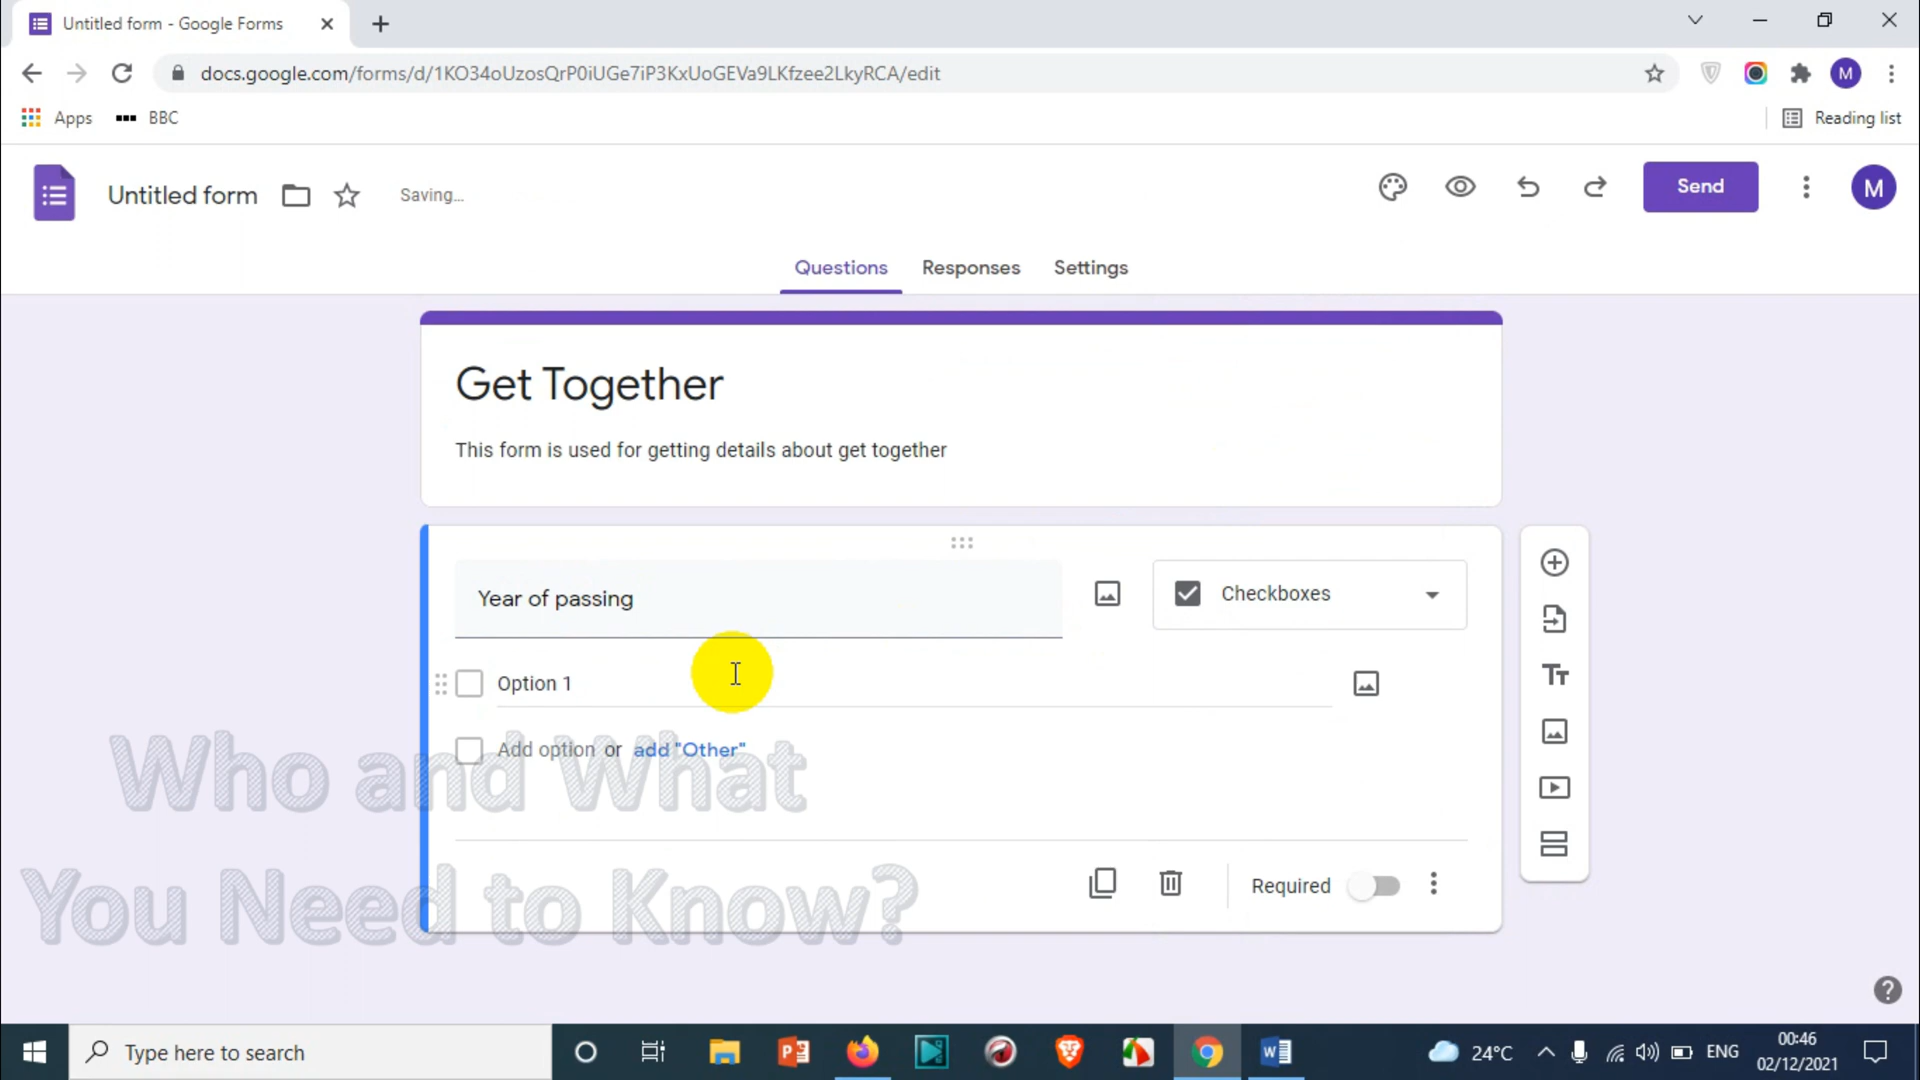 Untitled form - Google Forms
docs.google.com/forms/d/1KO34oUzosQrP0iUGe7iP3KxUoGEVa9LKfzee2LkyRCA/edit
M
Apps
BBC
Reading list
Untitled form
Saving...
Send
M
Questions
Responses
Settings
Get Together
This form is used for getting details about get together
Year of passing
Checkboxes
Option 1
Add option or add "Other"
Who and What
You Need to Know?
Required
Type here to search
24°C
ENG
00:46
02/12/2021